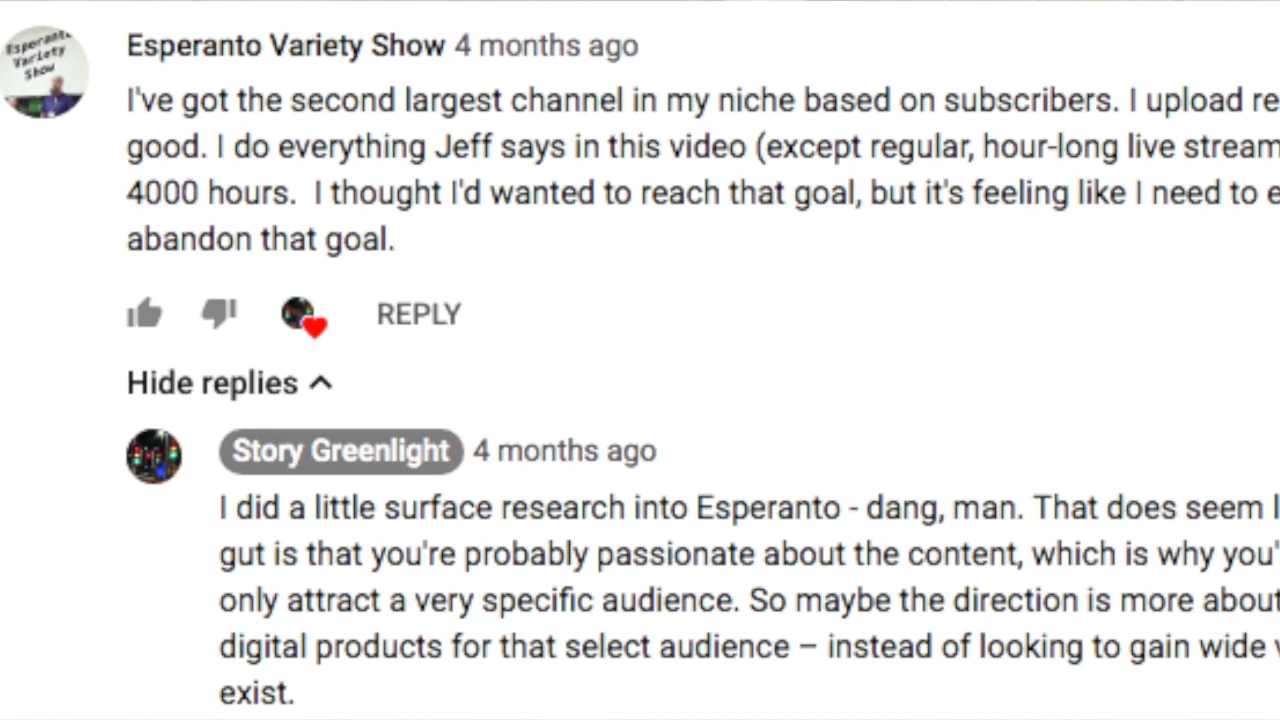 Esperanto Variety Show
Esperanto Variety Show 4 months ago
I've got the second largest channel in my niche based on subscribers. I upload re
good. I do everything Jeff says in this video (except regular, hour-long live stream
4000 hours.  I thought I'd wanted to reach that goal, but it's feeling like I need to e
abandon that goal.
REPLY
Hide replies
Story Greenlight 4 months ago
I did a little surface research into Esperanto - dang, man. That does seem l
gut is that you're probably passionate about the content, which is why you'
only attract a very specific audience. So maybe the direction is more about
digital products for that select audience – instead of looking to gain wide v
exist.